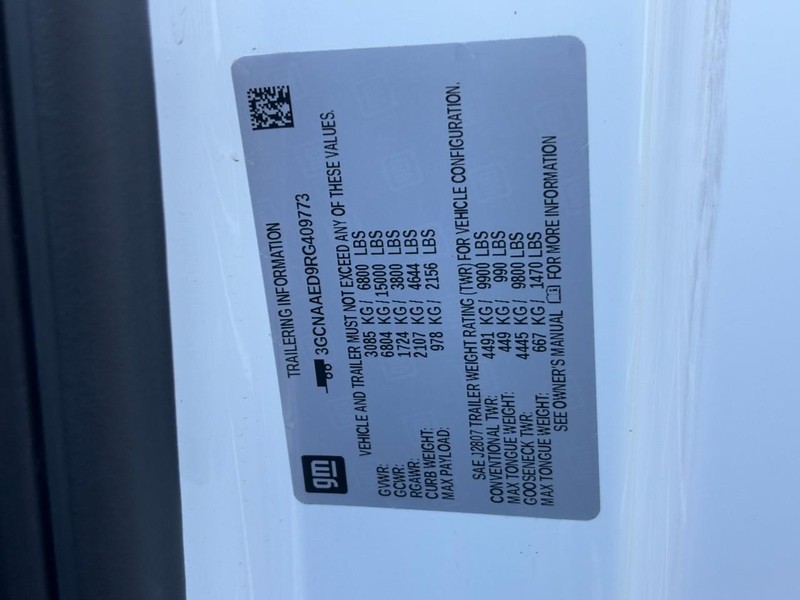 TRAILERING INFORMATION
gm
3GCNAAED9RG409773
VEHICLE AND TRAILER MUST NOT EXCEED ANY OF THESE VALUES.
GVWR: 3085 KG / 6800 LBS
GCWR: 6804 KG / 15000 LBS
RGAWR: 1724 KG / 3800 LBS
CURB WEIGHT: 2107 KG / 4644 LBS
MAX PAYLOAD: 978 KG / 2156 LBS
SAE J2807 TRAILER WEIGHT RATING (TWR) FOR VEHICLE CONFIGURATION.
CONVENTIONAL TWR: 4491 KG / 9900 LBS
MAX TONGUE WEIGHT: 449 KG / 990 LBS
GOOSENECK TWR: 4445 KG / 9800 LBS
MAX TONGUE WEIGHT: 667 KG / 1470 LBS
SEE OWNER'S MANUAL FOR MORE INFORMATION